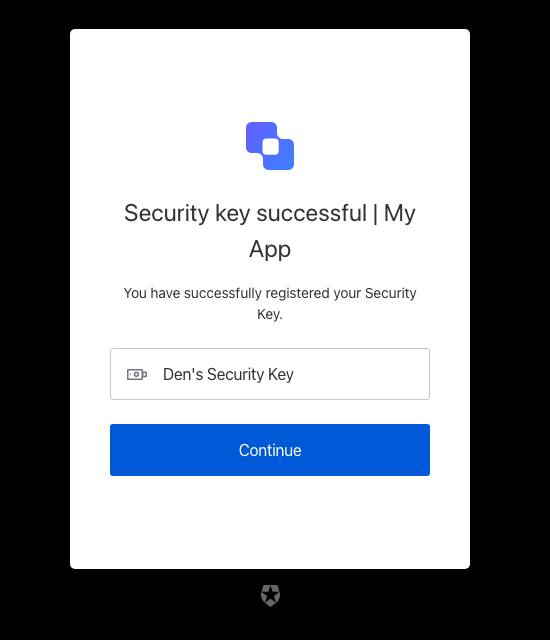 Security key successful | My
App
You have successfully registered your Security
Key.
Den's Security Key
Continue